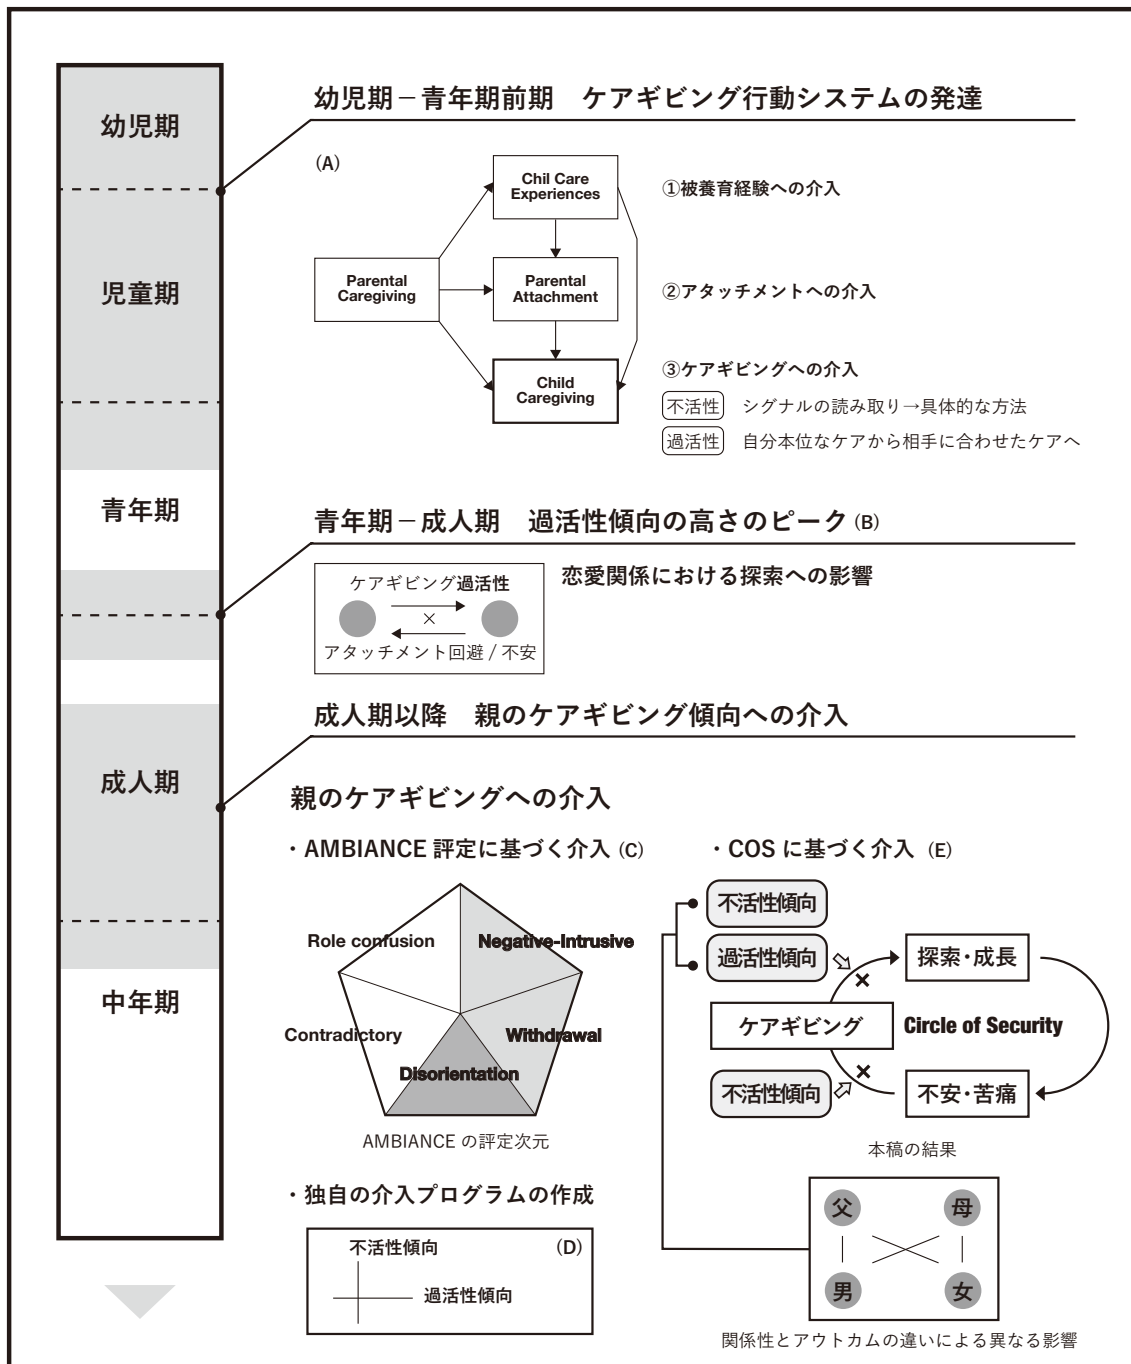 幼児期
児童期
青年期
成人期
中年期
幼児期－青年期前期　ケアギビング行動システムの発達
(A)
Chil Care
Experiences
Parental
Caregiving
Parental
Attachment
Child
Caregiving
①被養育経験への介入
②アタッチメントへの介入
③ケアギビングへの介入
不活性　シグナルの読み取り→具体的な方法
過活性　自分本位なケアから相手に合わせたケアへ
青年期－成人期　過活性傾向の高さのピーク (B)
ケアギビング過活性
×
アタッチメント回避 / 不安
恋愛関係における探索への影響
成人期以降　親のケアギビング傾向への介入
親のケアギビングへの介入
・AMBIANCE 評定に基づく介入 (C)
Role confusion
Negative-Intrusive
Contradictory
Withdrawal
Disorientation
AMBIANCE の評定次元
・独自の介入プログラムの作成
不活性傾向
(D)
過活性傾向
・COS に基づく介入 (E)
不活性傾向
過活性傾向
×
探索・成長
ケアギビング
Circle of Security
×
不活性傾向
不安・苦痛
本稿の結果
父
母
男
女
関係性とアウトカムの違いによる異なる影響